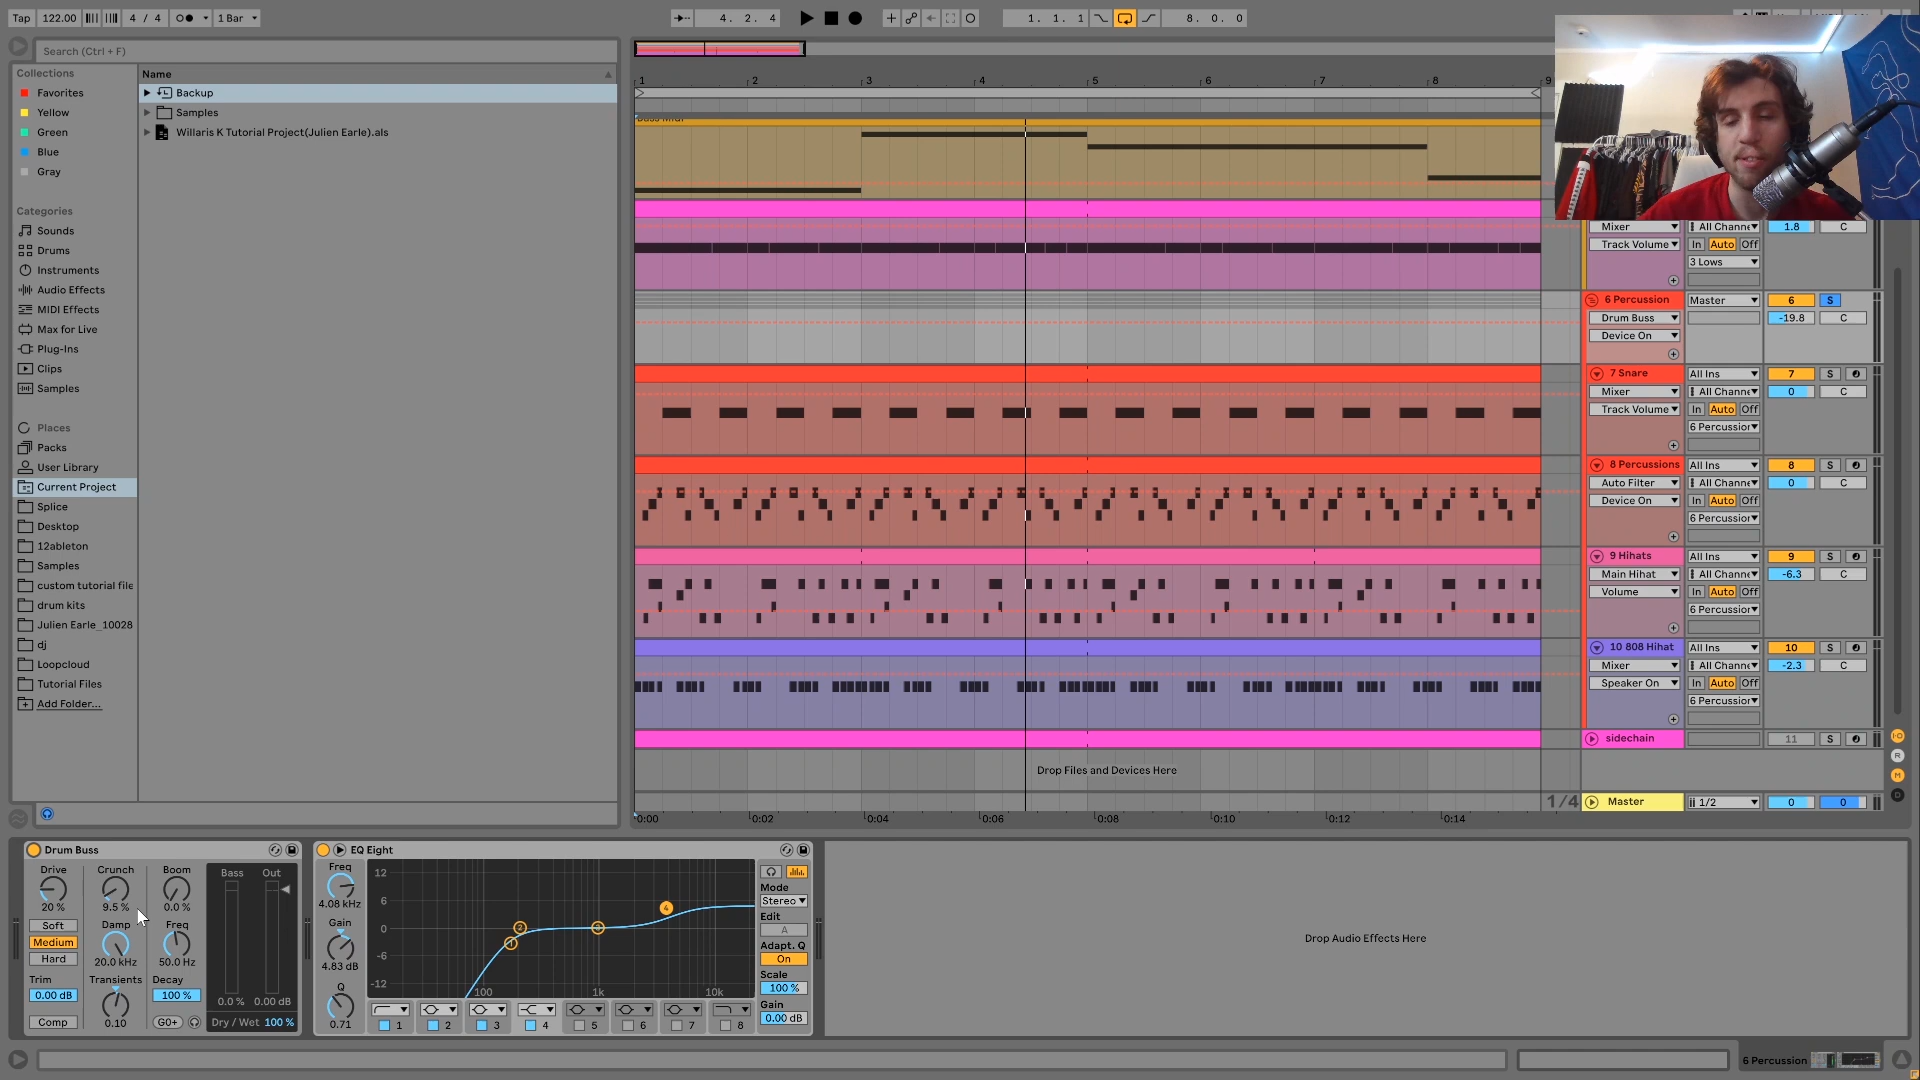 Tap 122.00 4 / 4 1 Bar
4. 2. 4
1. 1. 1
8. 0. 0
Search (Ctrl + F)
Collections
Favorites
Yellow
Green
Blue
Gray
Categories
Sounds
Drums
Instruments
Audio Effects
MIDI Effects
Max for Live
Plug-Ins
Clips
Samples
Places
Packs
User Library
Current Project
Splice
Desktop
12ableton
Samples
custom tutorial file
drum kits
Julien Earle_10028
dj
Loopcloud
Tutorial Files
Add Folder...
Name
Backup
Samples
Willaris K Tutorial Project(Julien Earle).als
1 2 3 4 5 6 7 8 9
Mixer All Channe 1.8 C
Track Volume In Auto Off
3 Lows
6 Percussion Master 6 S
Drum Buss -19.8 C
Device On
7 Snare All Ins 7 S
Mixer All Channe 0 C
Track Volume In Auto Off
6 Percussior
8 Percussions All Ins 8 S
Auto Filter All Channe 0 C
Device On In Auto Off
6 Percussior
9 Hihats All Ins 9 S
Main Hihat All Channe -6.3 C
Volume In Auto Off
6 Percussior
10 808 Hihat All Ins 10 S
Mixer All Channe -2.3 C
Speaker On In Auto Off
6 Percussior
sidechain 11 S
Drop Files and Devices Here
1/4 Master 1/2 0 0
0:00 0:02 0:04 0:06 0:08 0:10 0:12 0:14
R
M
D
Drum Buss
Drive Crunch Boom Bass Out
20 % 9.5 % 0.0 %
Soft Damp Freq
Medium
Hard 20.0 kHz 50.0 Hz
Trim Transients Decay
0.00 dB 100 %
0.0 % 0.00 dB
Comp 0.10 G0+ Dry / Wet 100 %
EQ Eight
Freq
4.08 kHz
Gain
4.83 dB
Q
0.71
12
6
0
-6
-12
100 1k 10k
1 2 3 4
1 2 3 4 5 6 7 8
Mode
Stereo
Edit
A
Adapt. Q
On
Scale
100 %
Gain
0.00 dB
Drop Audio Effects Here
6 Percussion